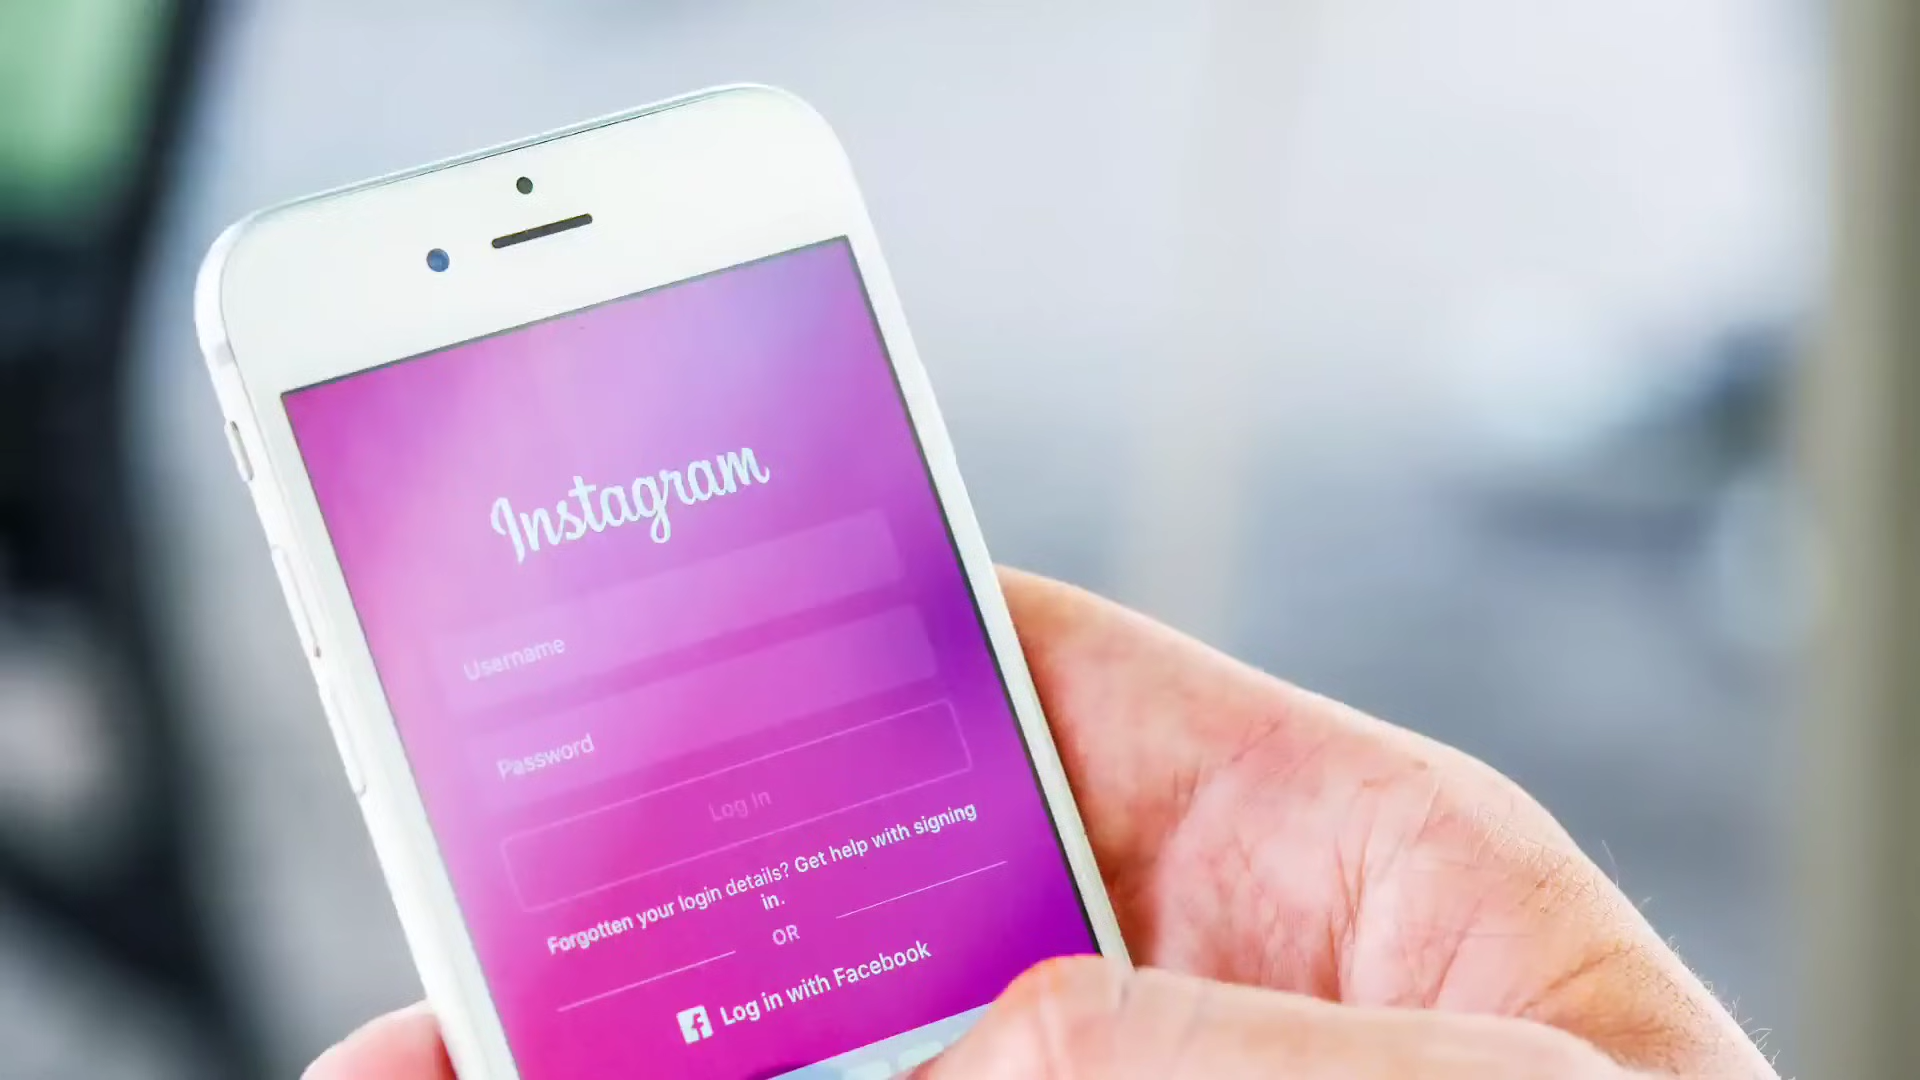 Instagram
Username
Password
Log In
Forgotten your login details? Get help with signing
in.
OR
f Log in with Facebook